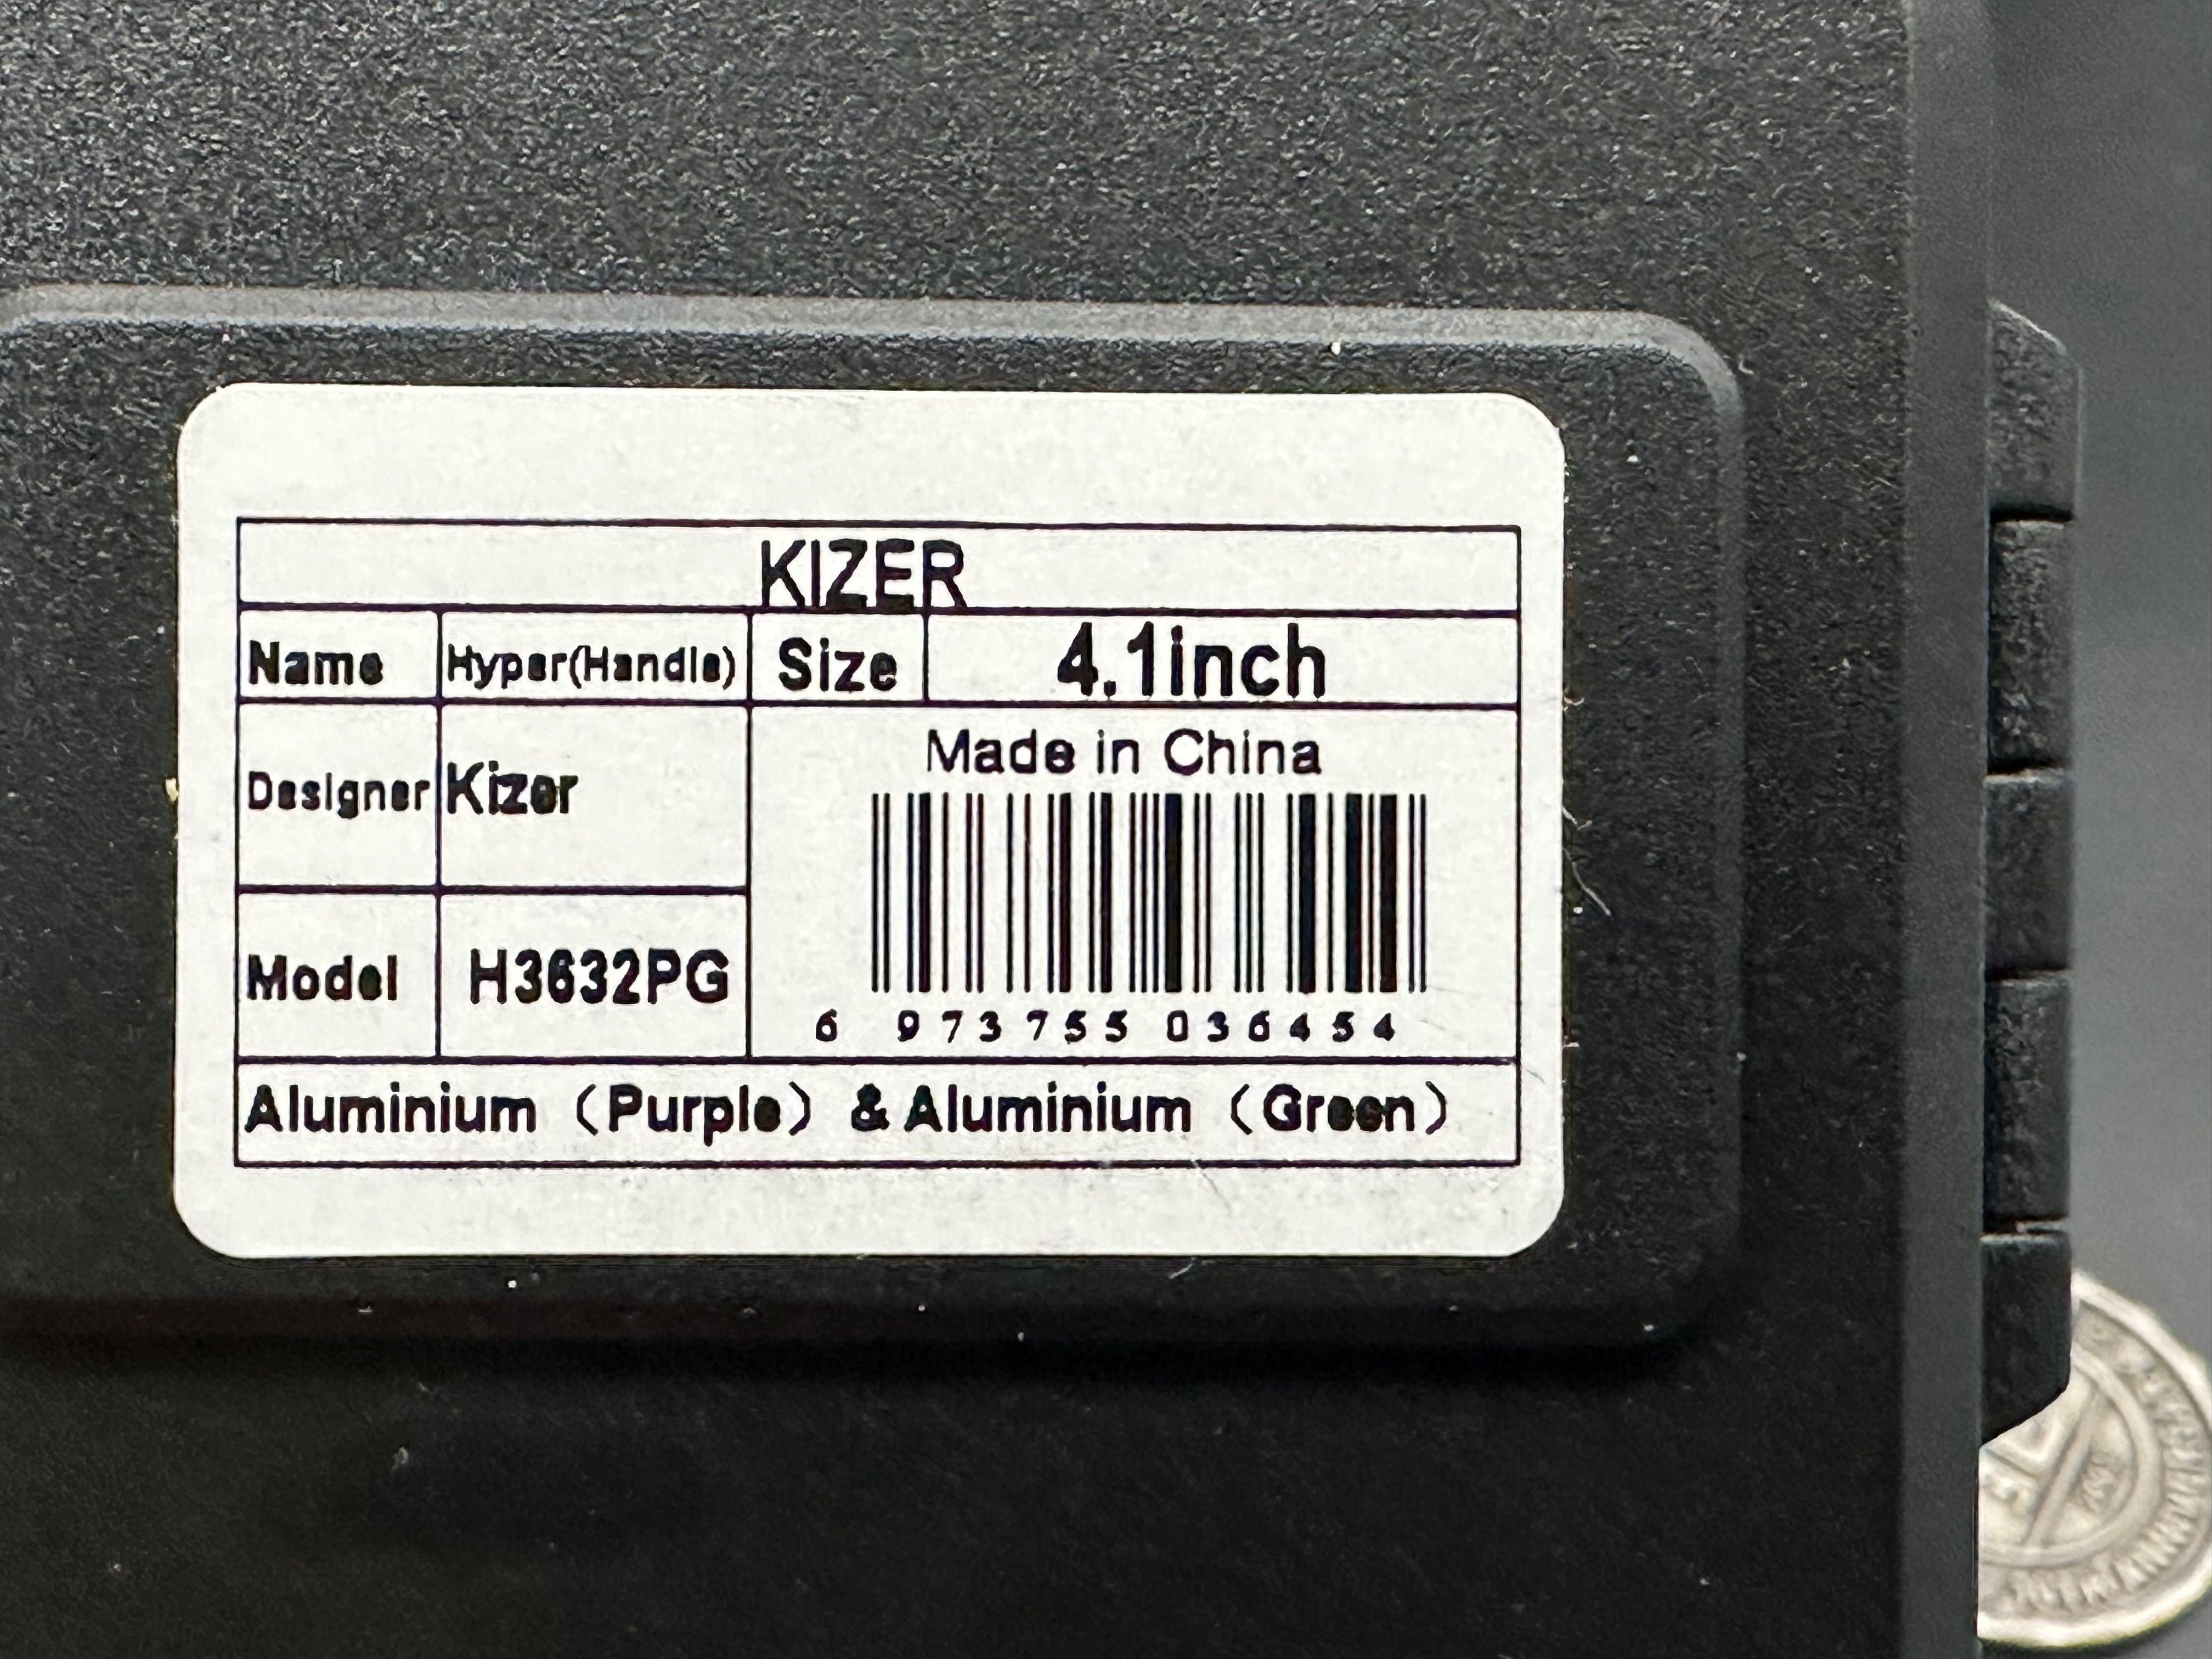 KIZER
Name Hyper(Handle) Size 4.1inch
Made in China
Designer Kizer
Model H3632PG
6 973755 036454
Aluminium (Purple) & Aluminium (Green)